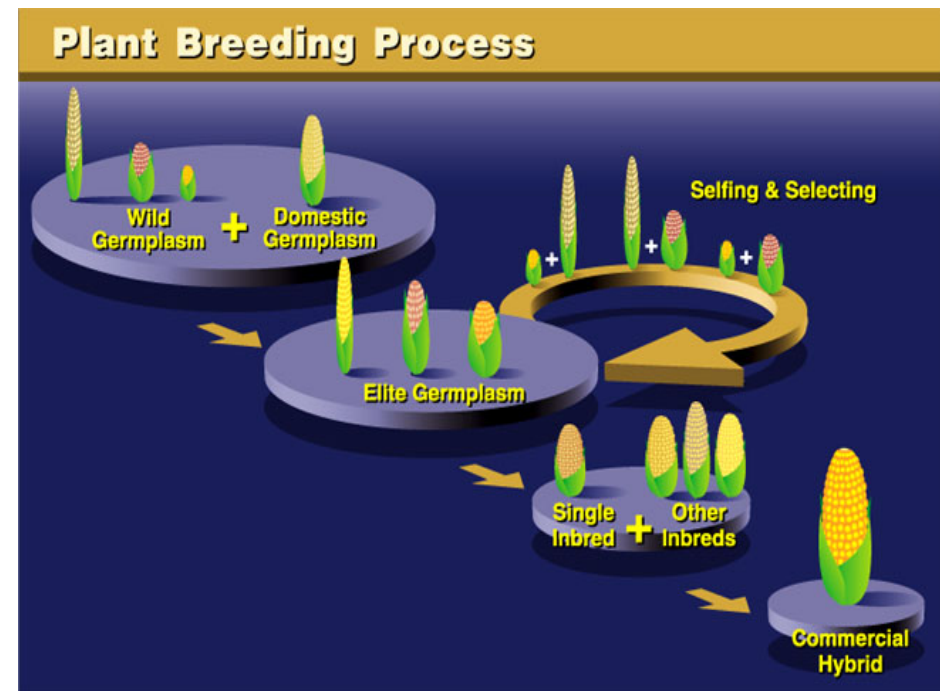 Plant Breeding Process
Wild
Germplasm
+
Domestic
Germplasm
Selfing & Selecting
+
+
+
Elite Germplasm
Single
Inbred
+
Other
Inbreds
Commercial
Hybrid